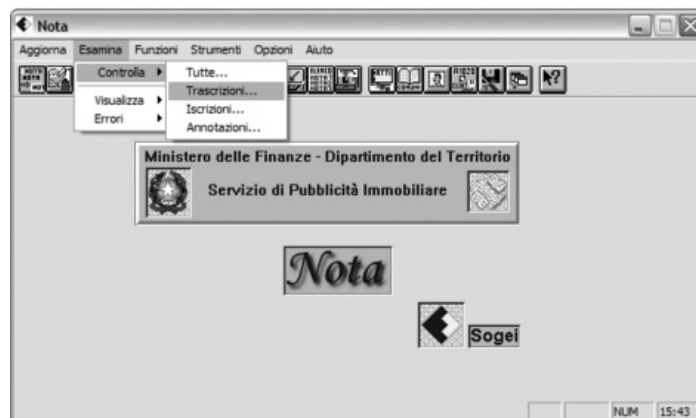 Nota
Aggiorna Esamina Funzioni Strumenti Opzioni Aiuto
Controlla
Visualizza
Errori
Tutte...
Trascrizioni...
Iscrizioni...
Annotazioni...
Ministero delle Finanze - Dipartimento del Territorio
Servizio di Pubblicità Immobiliare
Nota
Sogei
NUM 15:43